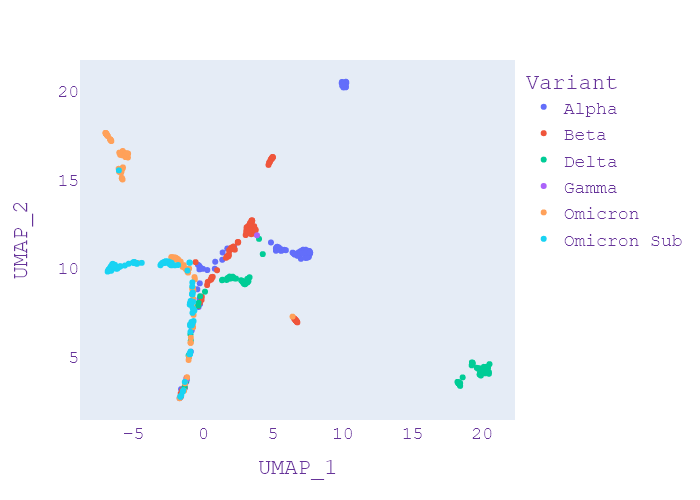 Variant
Alpha
Beta
Delta
Gamma
Omicron
Omicron Sub
UMAP_2
20
15
10
5
−5
0
5
10
15
20
UMAP_1